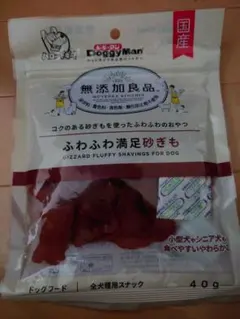 DoggyMan
国産
無添加良品
コクのある砂ぎもを使ったふわふわのおやつ
ふわふわ満足砂ぎも
GIZZARD FLUFFY SHAVINGS FOR DOG
小型犬やシニア犬も
食べやすいやわらか
ドッグフード
全犬種用スナック
40g